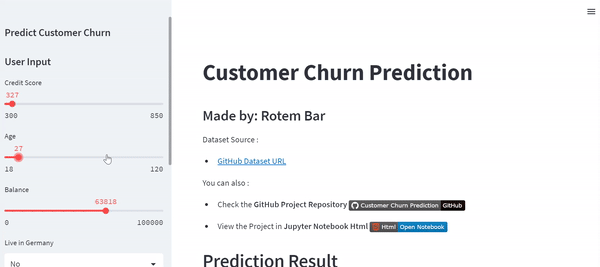 Predict Customer Churn
User Input
Credit Score
327
300 850
Age
27
18 120
Balance
63818
0 100000
Live in Germany
No
Customer Churn Prediction
Made by: Rotem Bar
Dataset Source :
GitHub Dataset URL
You can also :
Check the GitHub Project Repository Customer Churn Prediction GitHub
View the Project in Jupyter Notebook Html Html Open Notebook
Prediction Result